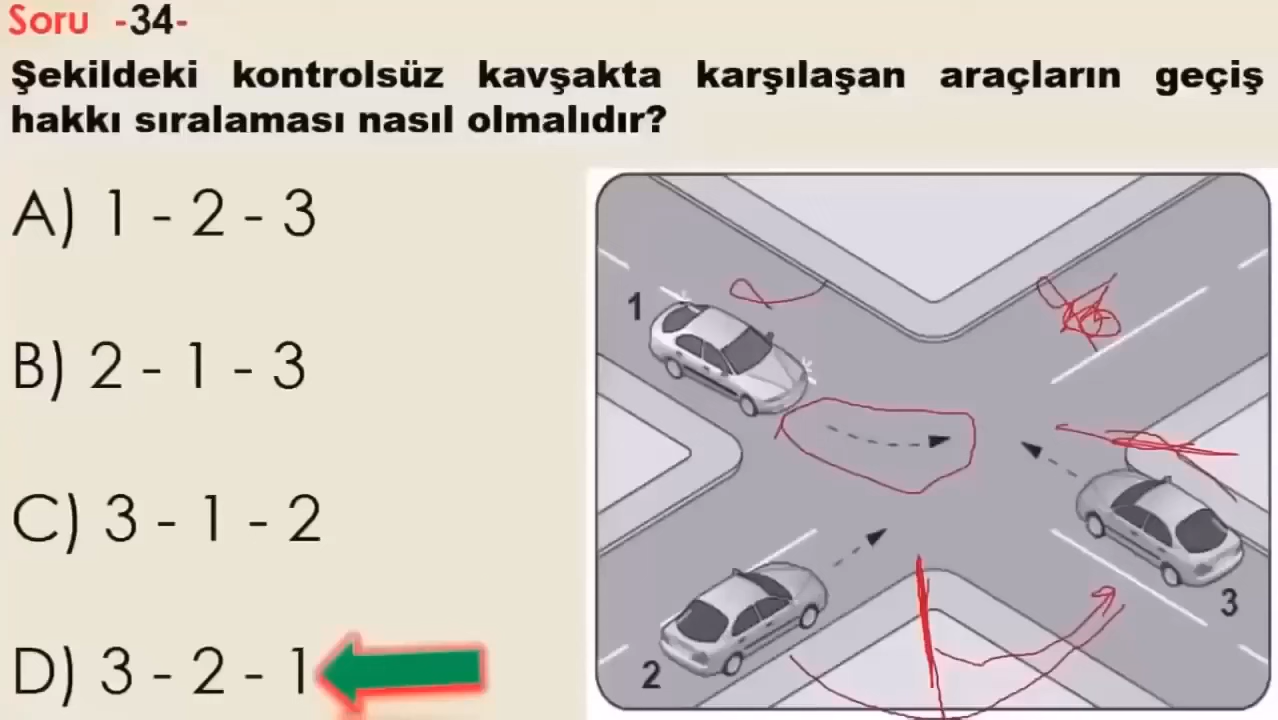 Soru -34-
Şekildeki kontrolsüz kavşakta karşılaşan araçların geçiş
hakkı sıralaması nasıl olmalıdır?
A) 1 - 2 - 3
B) 2 - 1 - 3
C) 3 - 1 - 2
D) 3 - 2 - 1
1
2
3